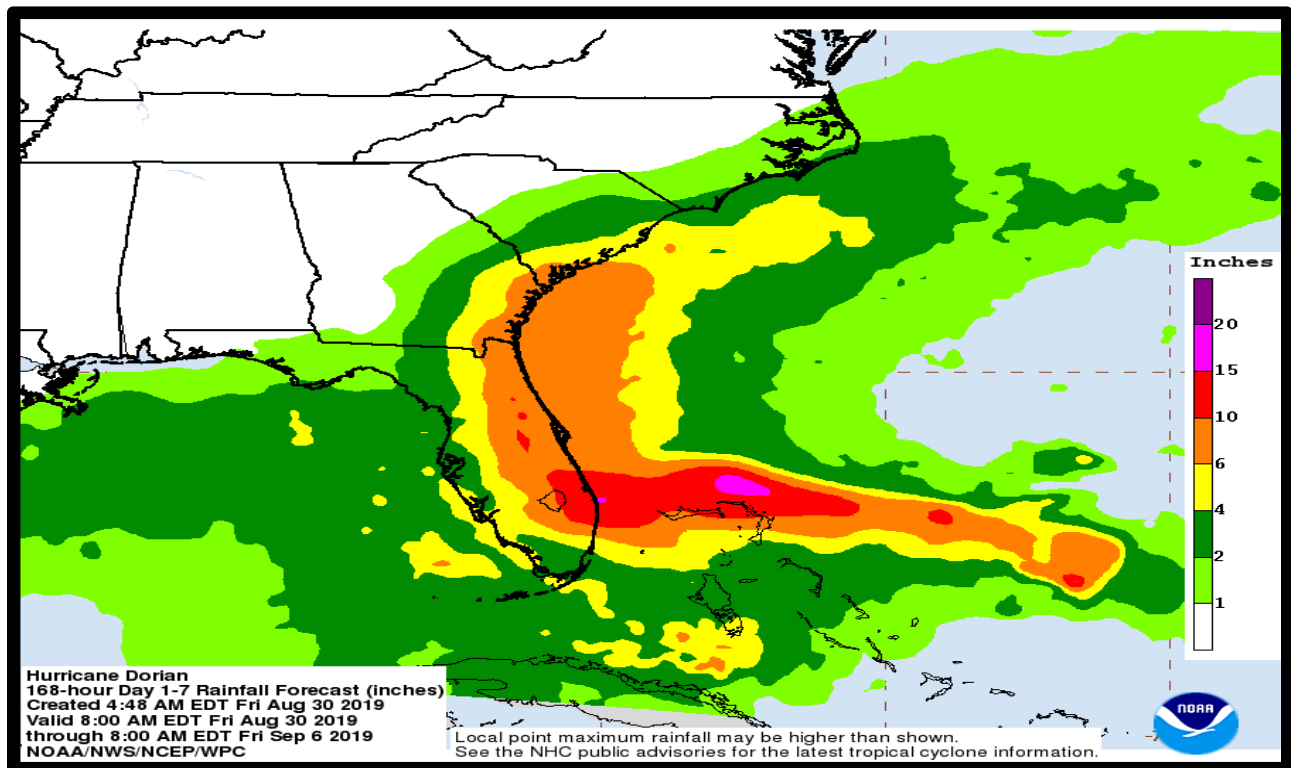 Inches
20
15
10
6
4
2
1
Hurricane Dorian
168-hour Day 1-7 Rainfall Forecast (inches)
Created 4:48 AM EDT Fri Aug 30 2019
Valid 8:00 AM EDT Fri Aug 30 2019
through 8:00 AM EDT Fri Sep 6 2019
NOAA/NWS/NCEP/WPC
Local point maximum rainfall may be higher than shown.
See the NHC public advisories for the latest tropical cyclone information.
NOAA